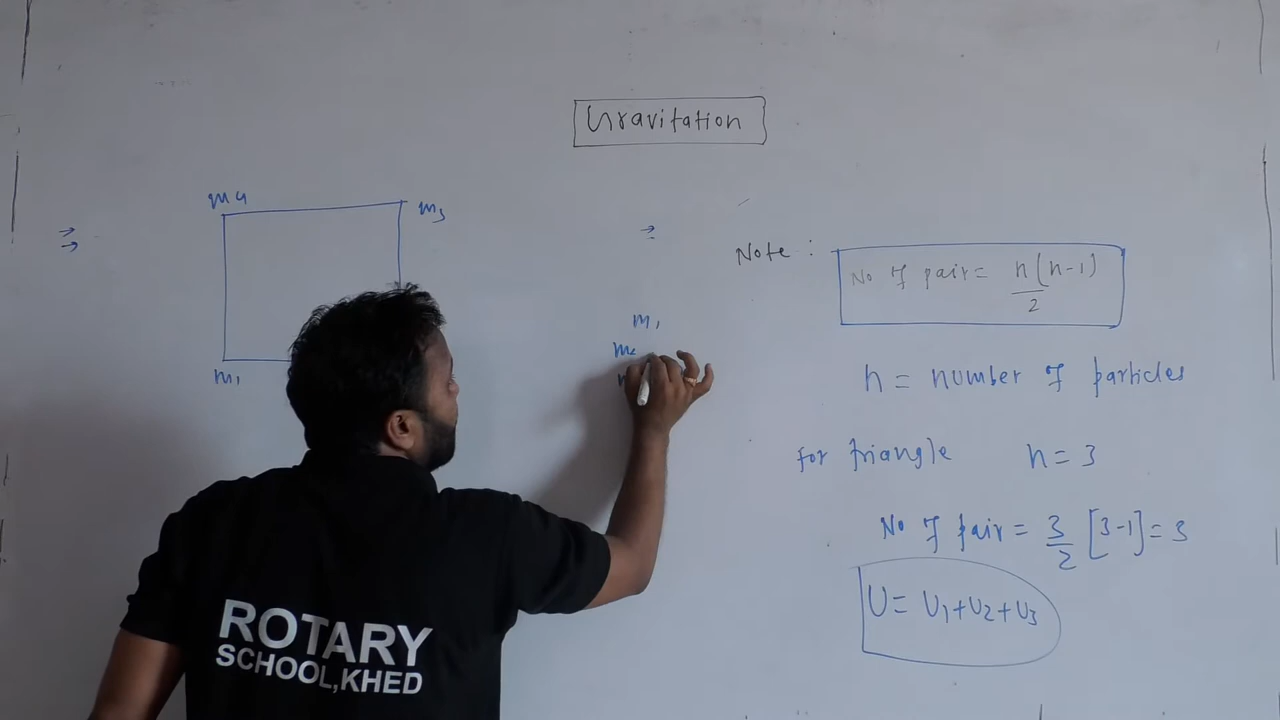 Gravitation
m4
m3
m1
⇒
→
m1
m2
Note :
No of pair = n(n-1)
2
n = number of particles
for triangle n = 3
No of pair = 3/2 [3-1] = 3
U = U1+U2+U3
ROTARY
SCHOOL,KHED